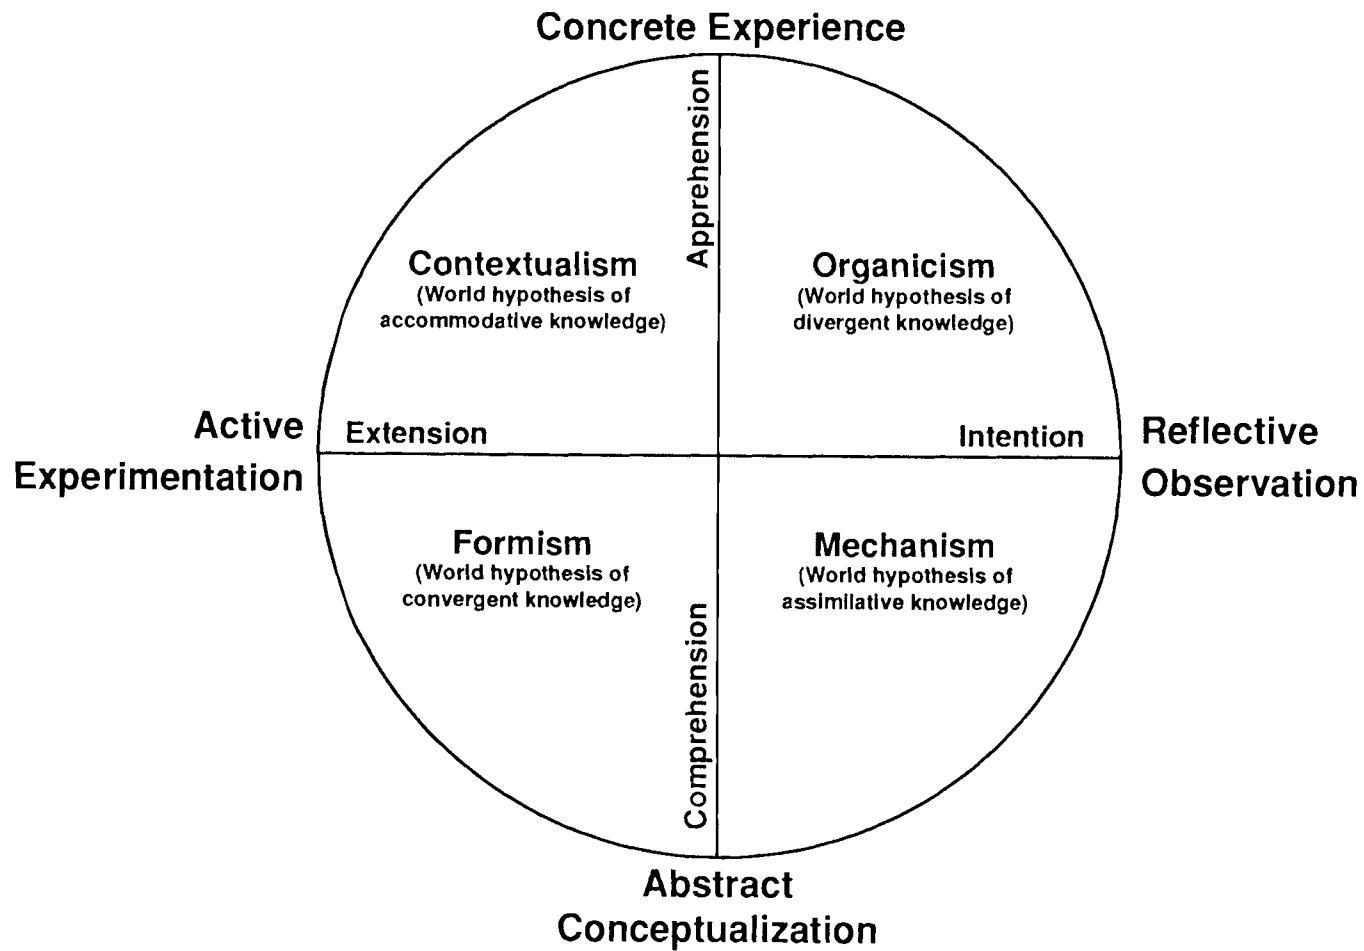 Concrete Experience
Apprehension
Contextualism
(World hypothesis of
accommodative knowledge)
Organicism
(World hypothesis of
divergent knowledge)
Active
Experimentation
Extension
Intention
Reflective
Observation
Formism
(World hypothesis of
convergent knowledge)
Mechanism
(World hypothesis of
assimilative knowledge)
Comprehension
Abstract
Conceptualization